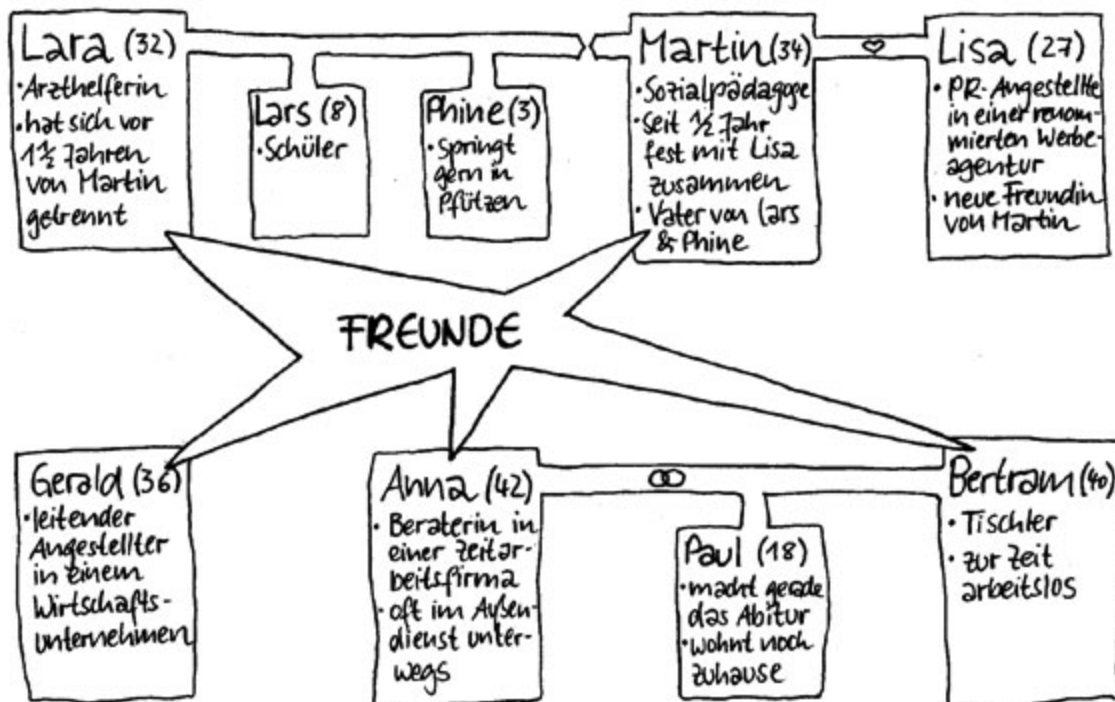 Lara (32)
• Arzthelferin
• hat sich vor
1 ½ Jahren
von Martin
getrennt
Lars (8)
• Schüler
Phine (3)
• springt
gern in
Pfützen
Martin (34)
• Sozialpädagoge
• seit ½ Jahr
fest mit Lisa
zusammen
• Vater von Lars
& Phine
Lisa (27)
• PR-Angestellte
in einer renom-
mierten Werbe-
agentur
• neue Freundin
von Martin
FREUNDE
Gerald (36)
• leitender
Angestellter
in einem
Wirtschafts-
unternehmen
Anna (42)
• Beraterin in
einer Zeitar-
beitsfirma
• oft im Außen-
dienst unter-
wegs
Paul (18)
• macht gerade
das Abitur
• wohnt noch
zuhause
Bertram (40)
• Tischler
• zur Zeit
arbeitslos